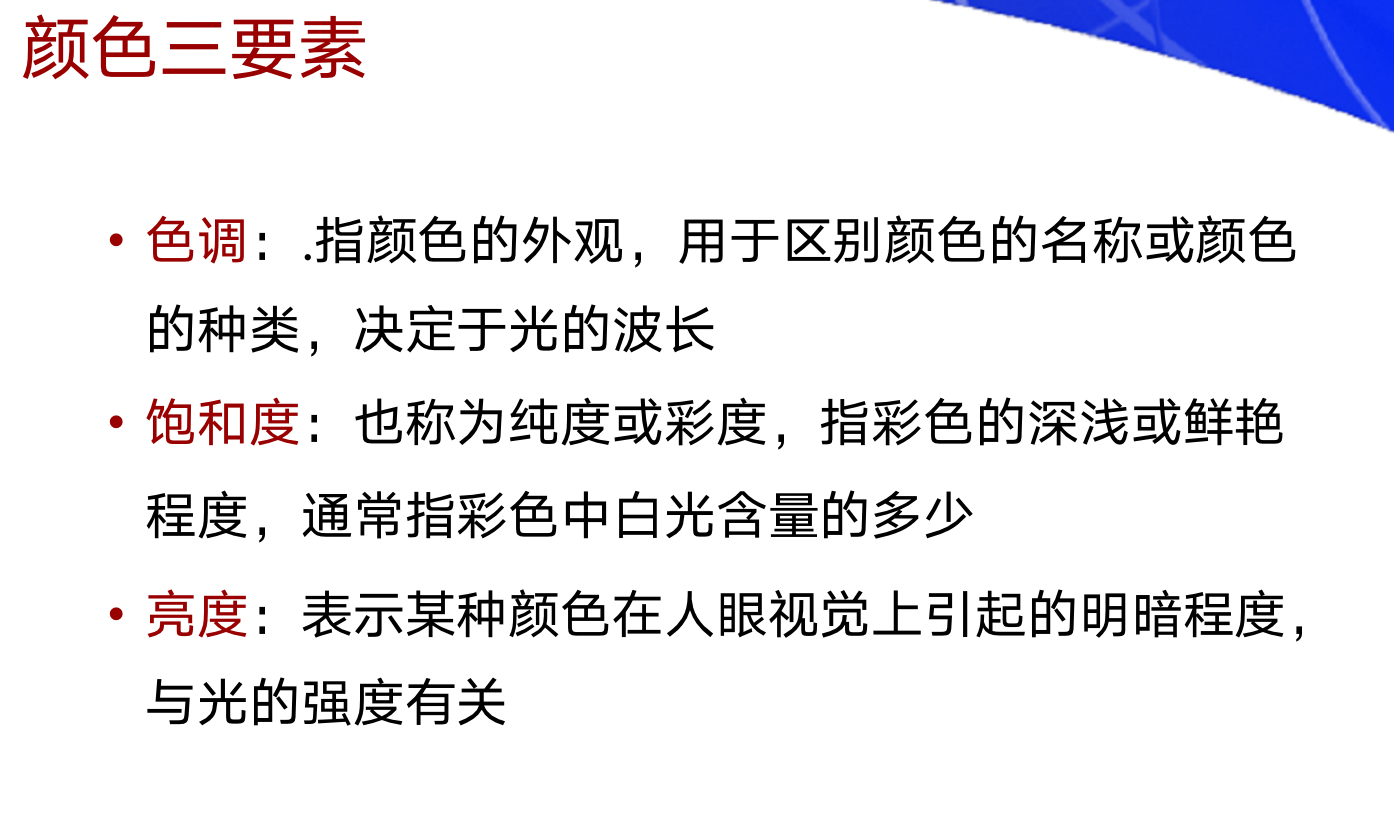 颜色三要素
• 色调：.指颜色的外观，用于区别颜色的名称或颜色
的种类，决定于光的波长
• 饱和度：也称为纯度或彩度，指彩色的深浅或鲜艳
程度，通常指彩色中白光含量的多少
• 亮度：表示某种颜色在人眼视觉上引起的明暗程度，
与光的强度有关